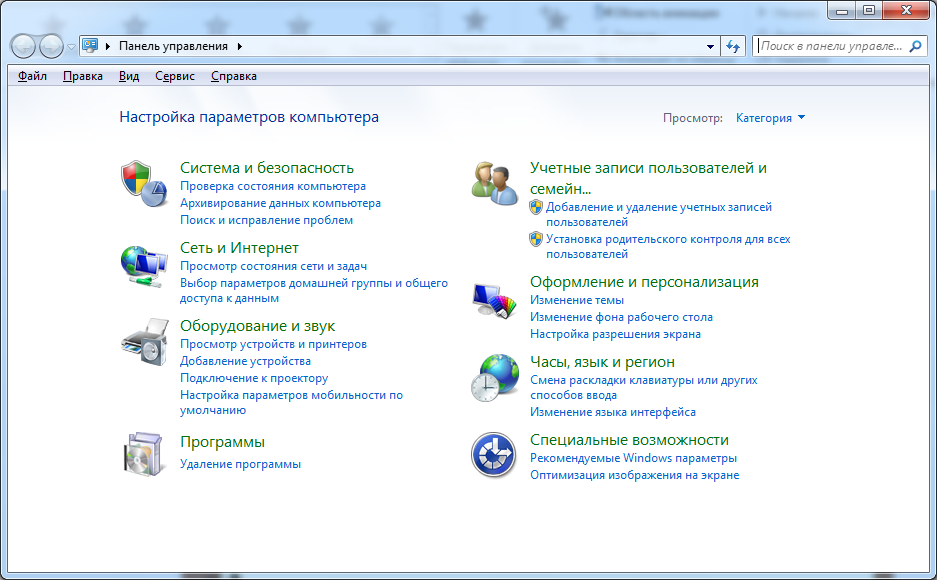 Панель управления
Поиск в панели управле...
Файл Правка Вид Сервис Справка
Настройка параметров компьютера
Просмотр: Категория
Система и безопасность
Проверка состояния компьютера
Архивирование данных компьютера
Поиск и исправление проблем
Сеть и Интернет
Просмотр состояния сети и задач
Выбор параметров домашней группы и общего
доступа к данным
Оборудование и звук
Просмотр устройств и принтеров
Добавление устройства
Подключение к проектору
Настройка параметров мобильности по
умолчанию
Программы
Удаление программы
Учетные записи пользователей и
семейн...
Добавление и удаление учетных записей
пользователей
Установка родительского контроля для всех
пользователей
Оформление и персонализация
Изменение темы
Изменение фона рабочего стола
Настройка разрешения экрана
Часы, язык и регион
Смена раскладки клавиатуры или других
способов ввода
Изменение языка интерфейса
Специальные возможности
Рекомендуемые Windows параметры
Оптимизация изображения на экране